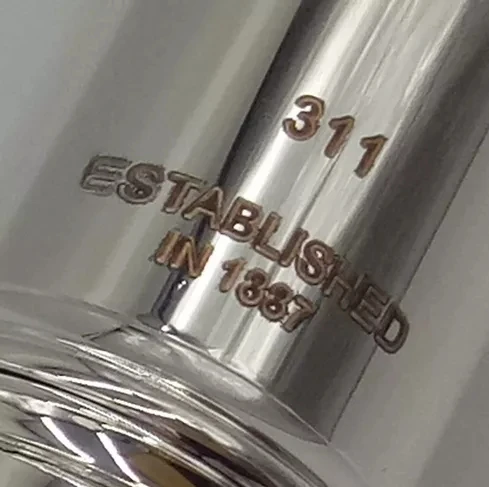 311
ESTABLISHED
IN 1887